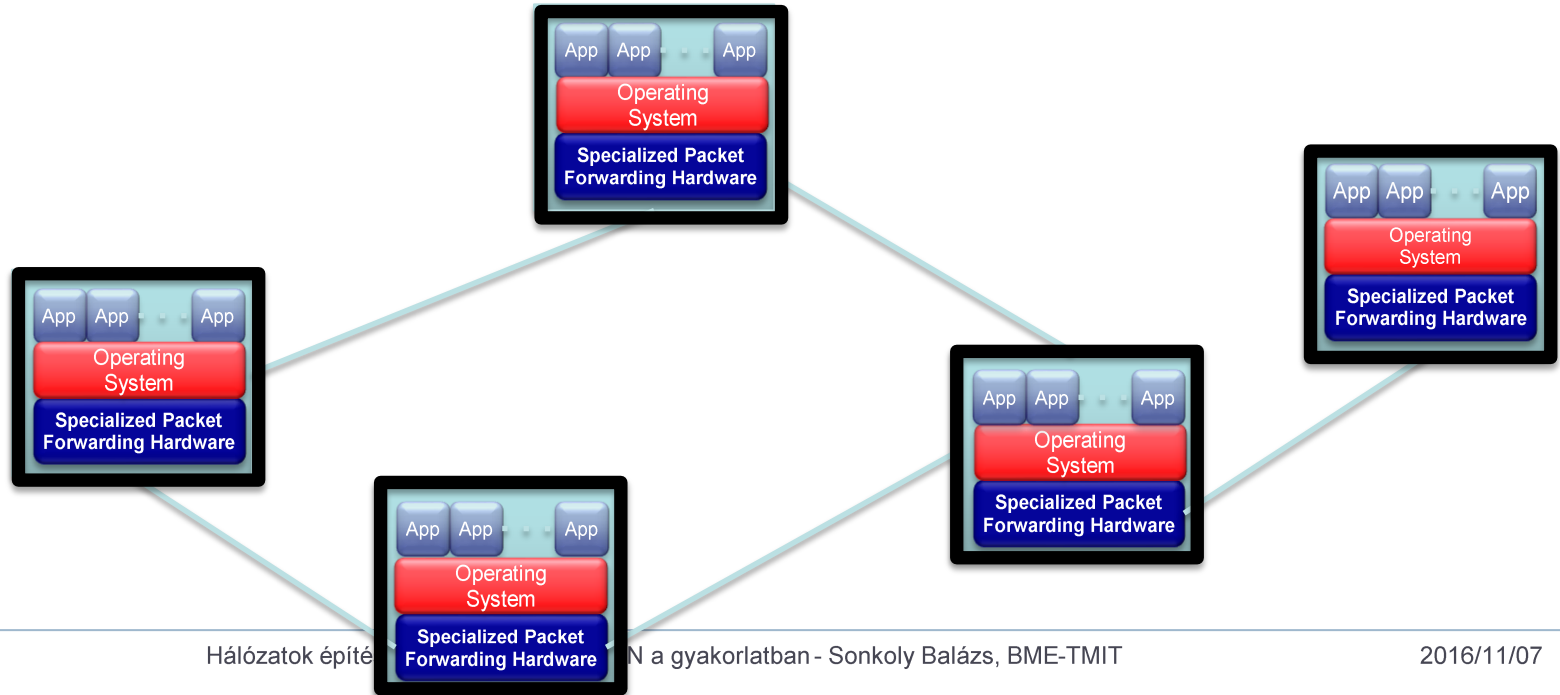 App App App
Operating
System
Specialized Packet
Forwarding Hardware
App App App
Operating
System
Specialized Packet
Forwarding Hardware
App App App
Operating
System
Specialized Packet
Forwarding Hardware
App App App
Operating
System
Specialized Packet
Forwarding Hardware
App App App
Operating
System
Specialized Packet
Forwarding Hardware
Hálózatok a gyakorlatban - Sonkoly Balázs, BME-TMIT 2016/11/07